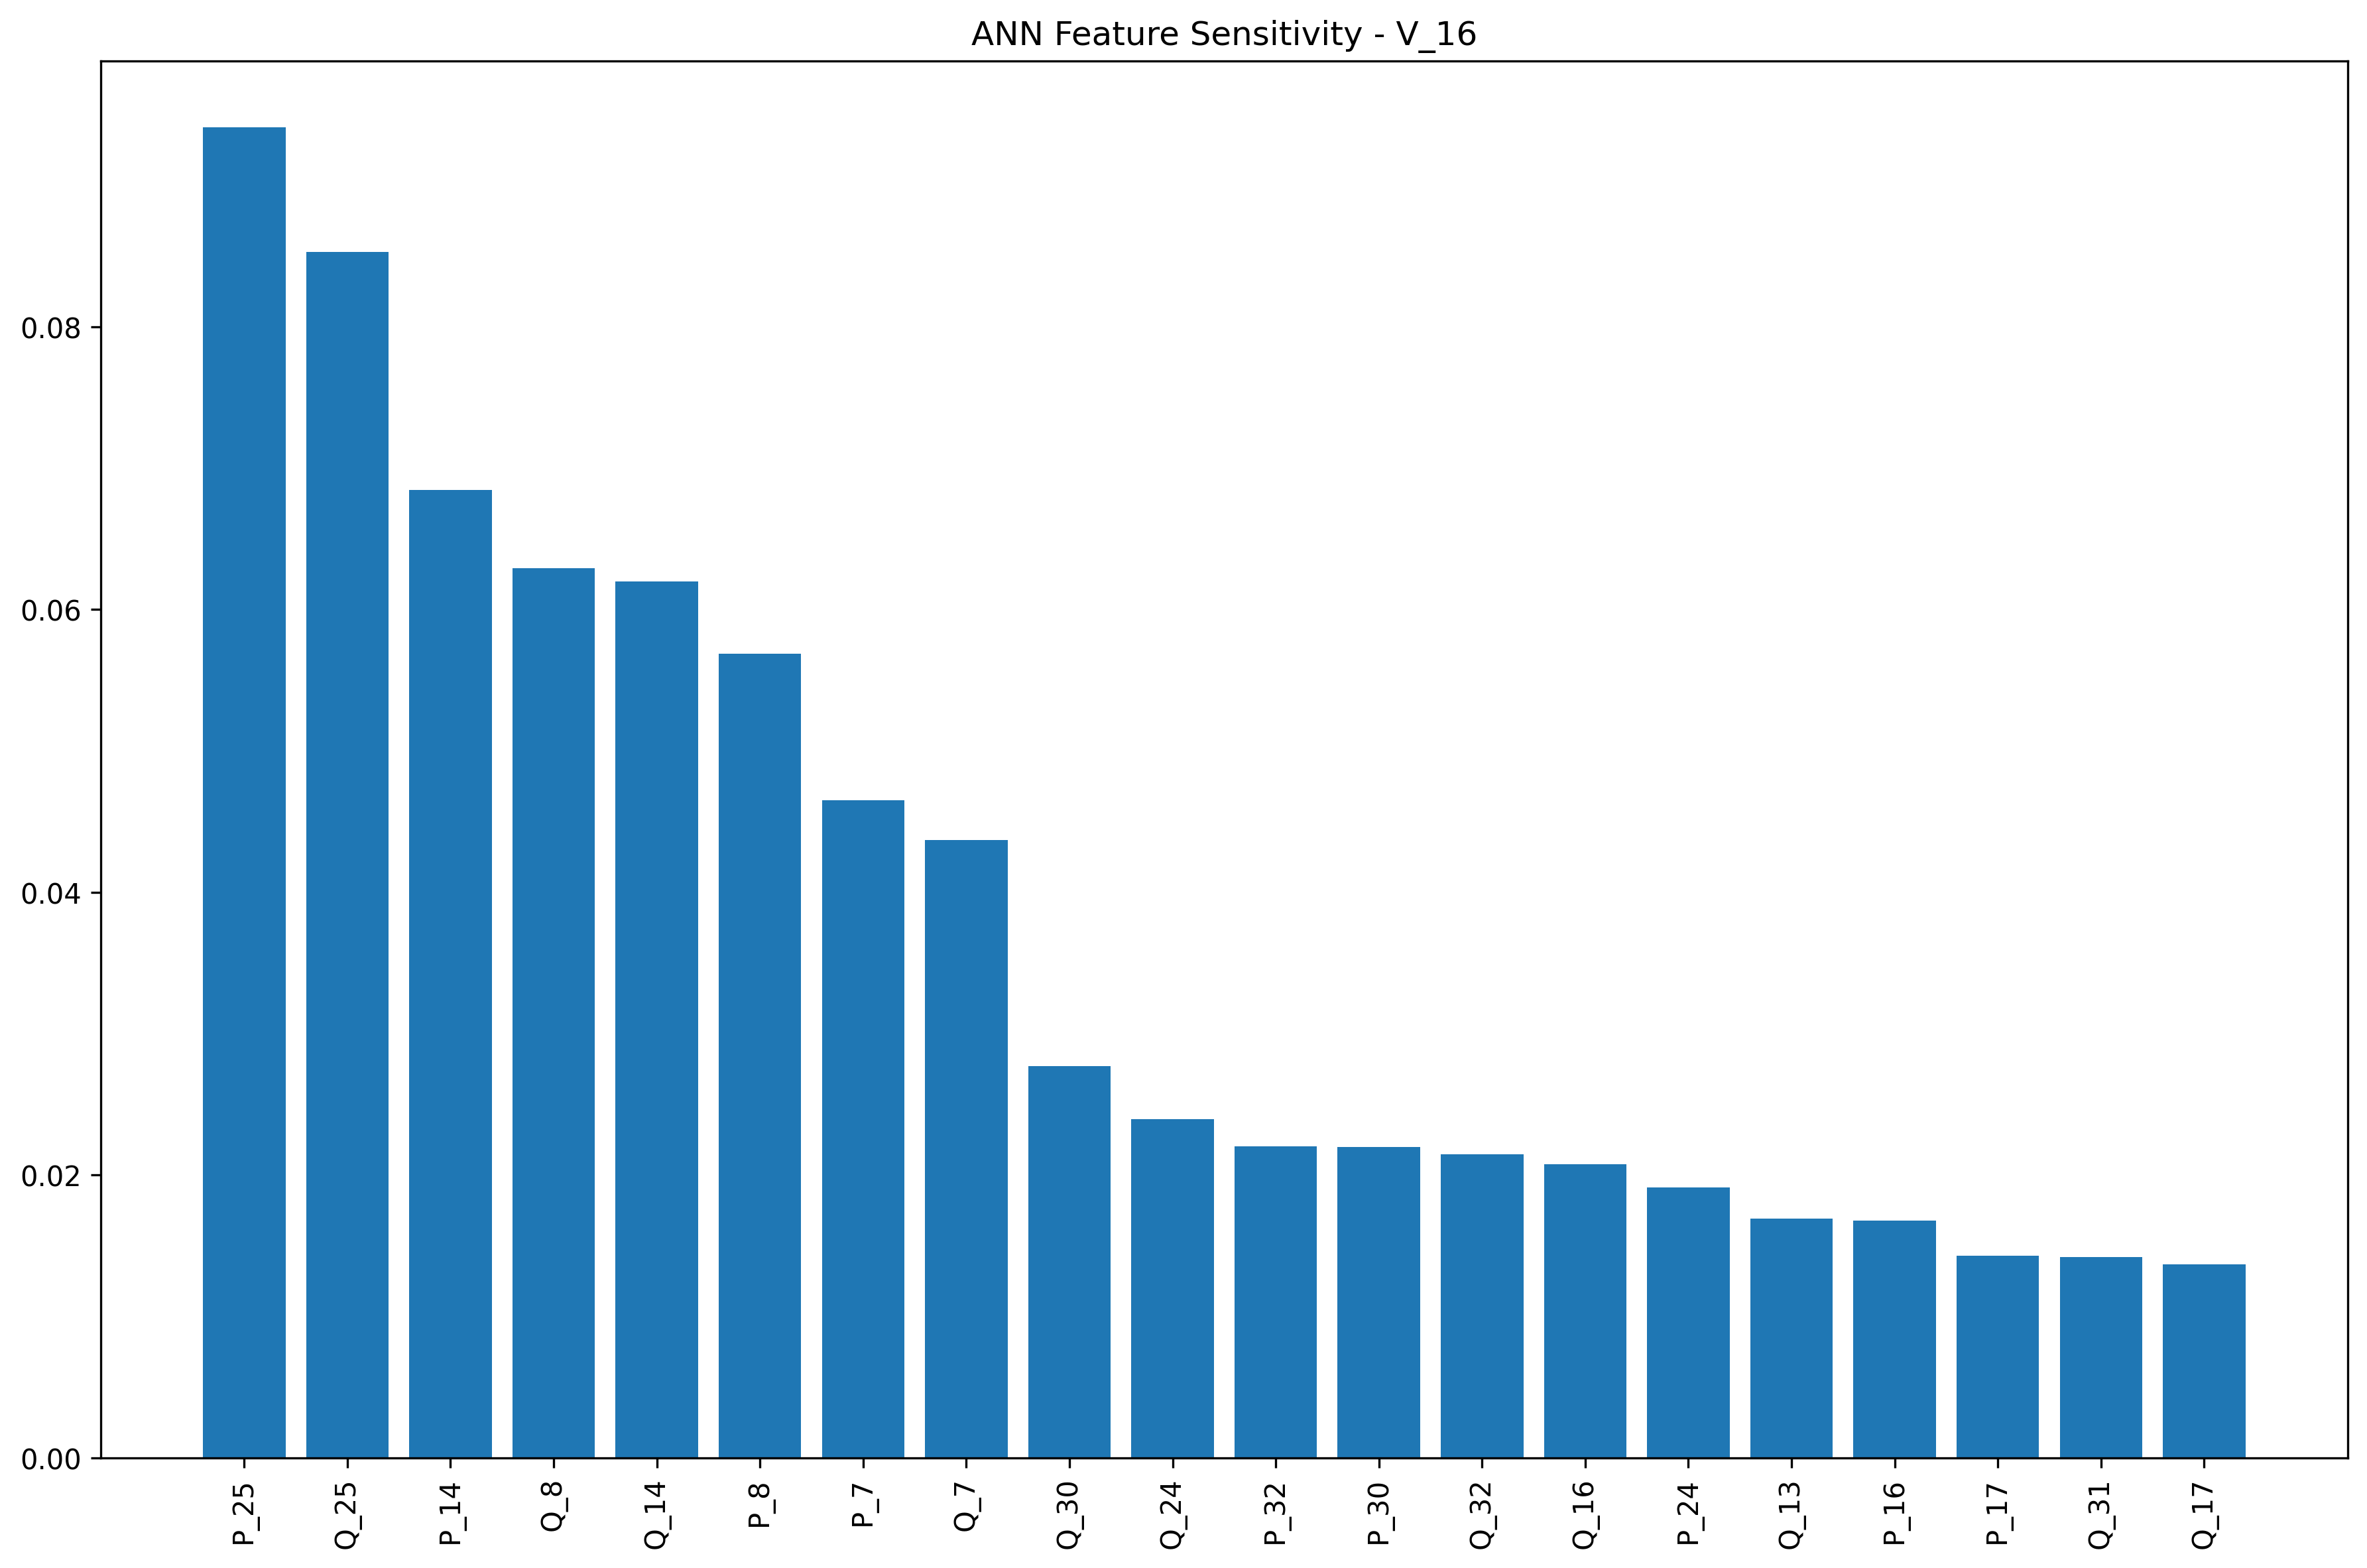 ANN Feature Sensitivity - V_16
0.08
0.06
0.04
0.02
0.00
P_25
Q_25
P_14
Q_8
Q_14
P_8
P_7
Q_7
Q_30
Q_24
P_32
P_30
Q_32
Q_16
P_24
Q_13
P_16
P_17
Q_31
Q_17